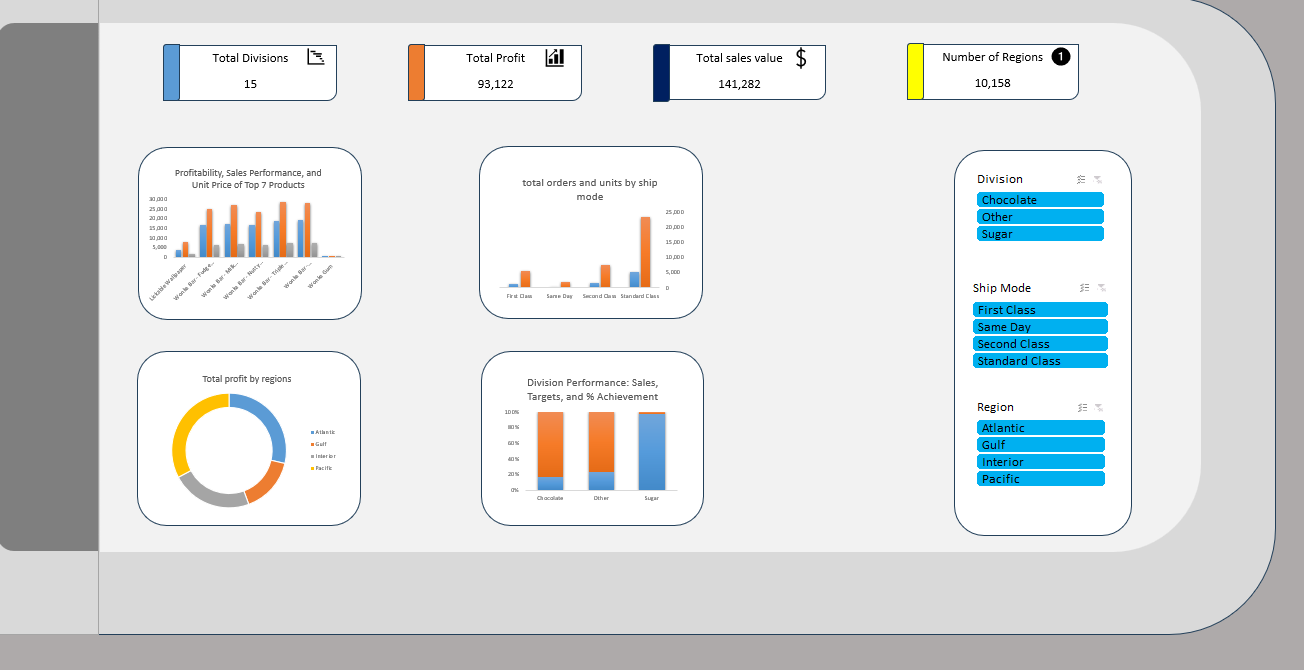 Total Divisions
15
Total Profit
93,122
Total sales value
$
141,282
Number of Regions
1
10,158
Profitability, Sales Performance, and
Unit Price of Top 7 Products
30,000
25,000
20,000
15,000
10,000
5,000
0
Lickable Wallpaper
Wonka Bar - Fudge...
Wonka Bar - Milk...
Wonka Bar - Nutty...
Wonka Bar - Triple...
Wonka Bar -...
Wonka Gum
total orders and units by ship
mode
25,000
20,000
15,000
10,000
5,000
0
First Class
Same Day
Second Class
Standard Class
Total profit by regions
Atlantic
Gulf
Interior
Pacific
Division Performance: Sales,
Targets, and % Achievement
100%
80%
60%
40%
20%
0%
Chocolate
Other
Sugar
Division
Chocolate
Other
Sugar
Ship Mode
First Class
Same Day
Second Class
Standard Class
Region
Atlantic
Gulf
Interior
Pacific